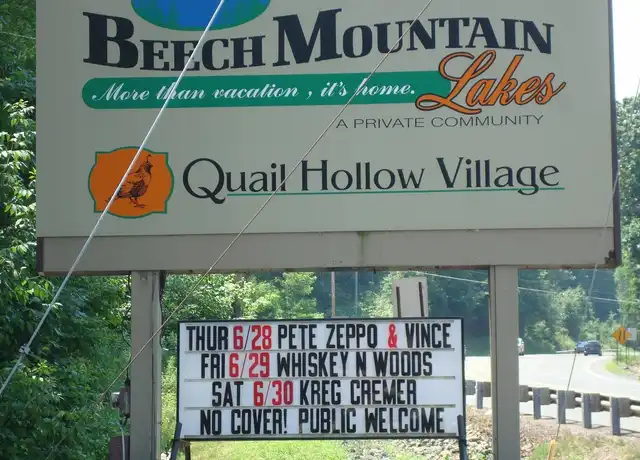 BEECH MOUNTAIN
Lakes
More than vacation , it's home.
A PRIVATE COMMUNITY
Quail Hollow Village
THUR 6/28 PETE ZEPPO & VINCE
FRI 6/29 WHISKEY N WOODS
SAT 6/30 KREG CREMER
NO COVER! PUBLIC WELCOME